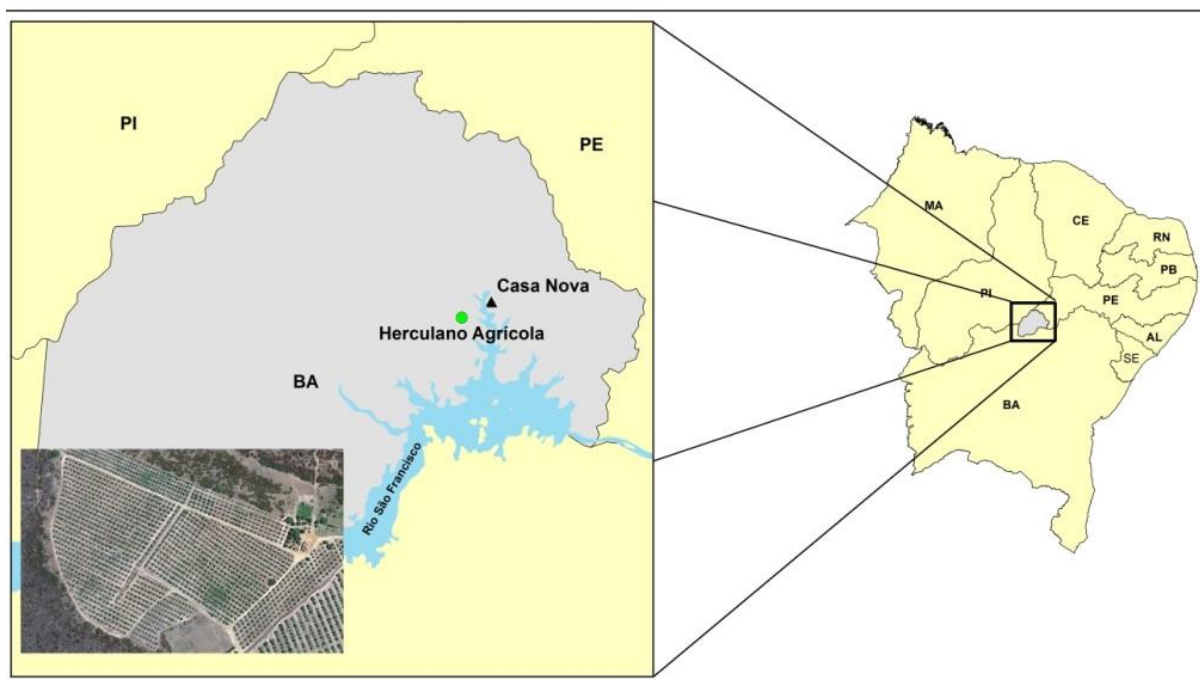 PI
PE
Casa Nova
Herculano Agrícola
BA
Rio São Francisco
MA
CE
RN
PB
PI
PE
AL
SE
BA